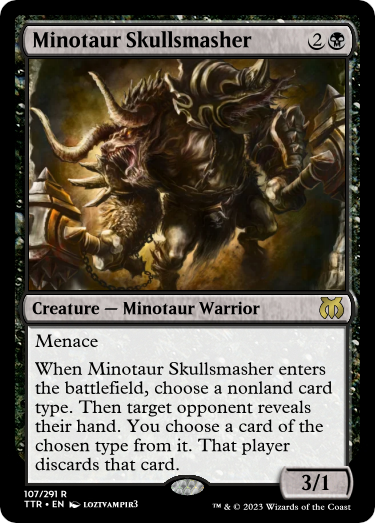 Minotaur Skullsmasher 2
Creature — Minotaur Warrior
Menace
When Minotaur Skullsmasher enters
the battlefield, choose a nonland card
type. Then target opponent reveals
their hand. You choose a card of the
chosen type from it. That player
discards that card.
3/1
107/291 R
TTR • EN LOZTVAMPIR3
™ & © 2023 Wizards of the Coast